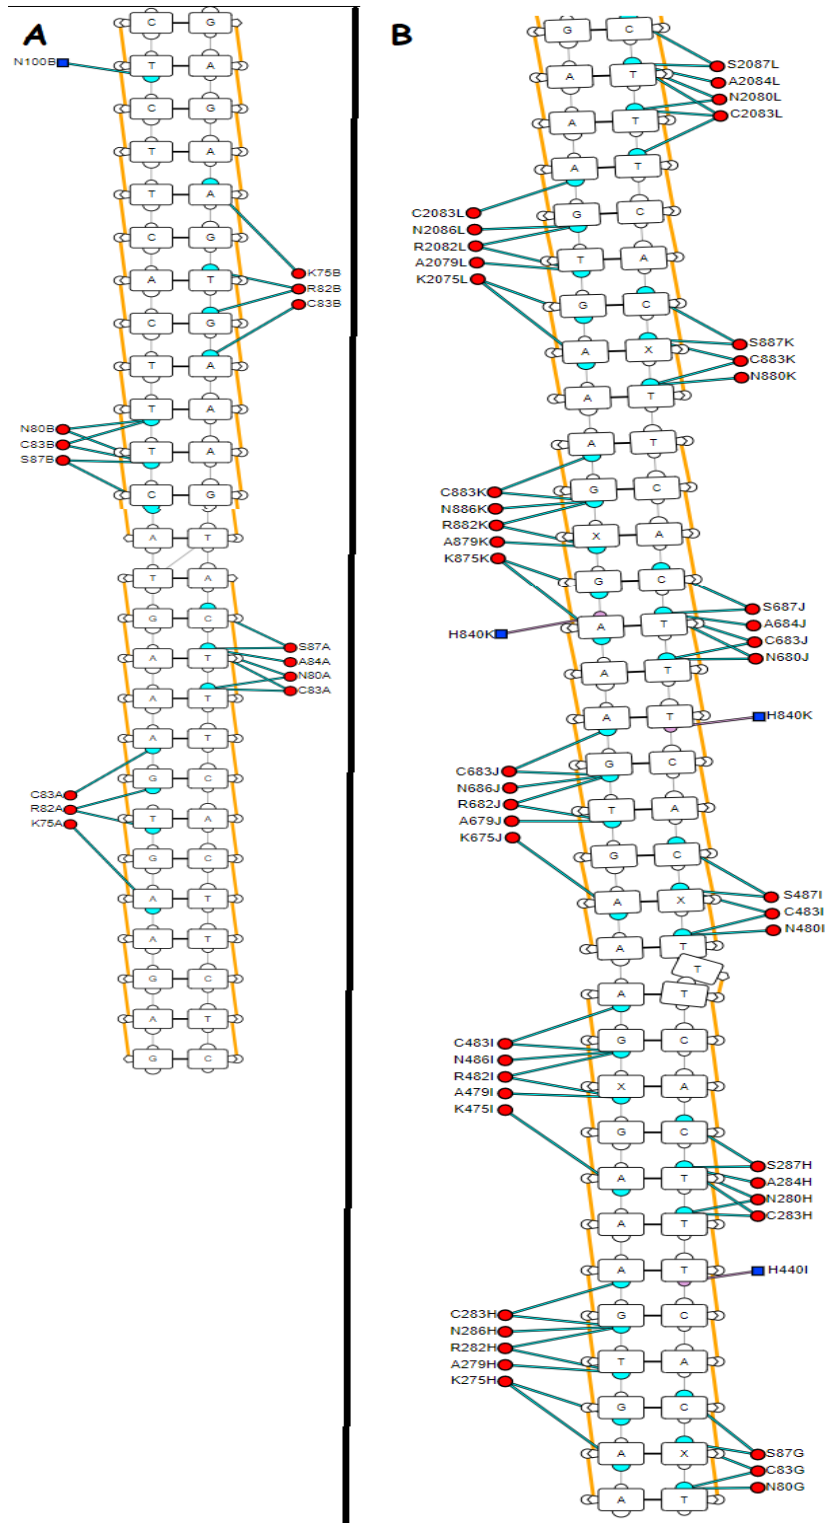 A
C G
N100B T A
C G
T A
T A
C G
K75B
A T
R82B
C83B
C G
T A
N80B T A
C83B
S87B T A
C G
A T
T A
G C
S87A
A T
A84A
N80A
C83A
A T
A T
G C
C83A
R82A
T A
K75A
G C
A T
A T
G C
A T
G C
B
G C
S2087L
A T
A2084L
N2080L
C2083L
A T
A T
C2083L G C
N2086L
R2082L
A2079L T A
K2075L
G C
S887K
A X
C883K
N880K
A T
A T
C883K G C
N886K
R882K
X A
A879K
K875K
G C
S687J
A T
A684J
H840K
C683J
N680J
A T
A T H840K
G C
C683J
N686J
R682J T A
A679J
K675J
G C
S487I
A X
C483I
N480I
A T
T
A T
G C
C483I
N486I
R482I
X A
A479I
K475I
G C
S287H
A T
A284H
N280H
C283H
A T
A T H440I
C283H G C
N286H
R282H
T A
A279H
K275H
G C
S87G
A X
C83G
N80G
A T